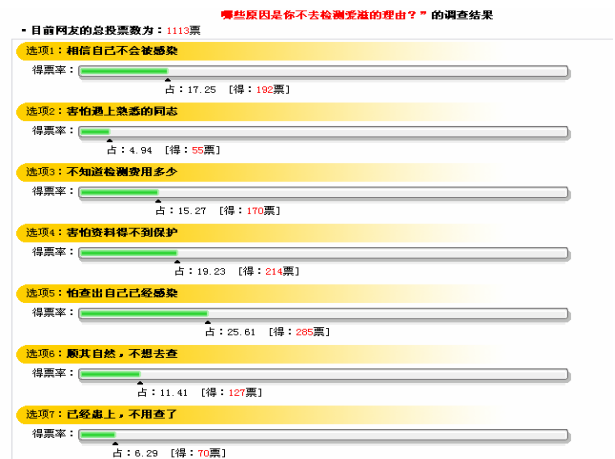 哪些原因是你不去检测爱滋的理由？”的调查结果
▪ 目前网友的总投票数为：1113票
选项1：相信自己不会被感染
得票率：
占：17.25 [得：192票]
选项2：害怕遇上熟悉的同志
得票率：
占：4.94 [得：55票]
选项3：不知道检测费用多少
得票率：
占：15.27 [得：170票]
选项4：害怕资料得不到保护
得票率：
占：19.23 [得：214票]
选项5：怕查出自己已经感染
得票率：
占：25.61 [得：285票]
选项6：顺其自然，不想去查
得票率：
占：11.41 [得：127票]
选项7：已经患上，不用查了
得票率：
占：6.29 [得：70票]